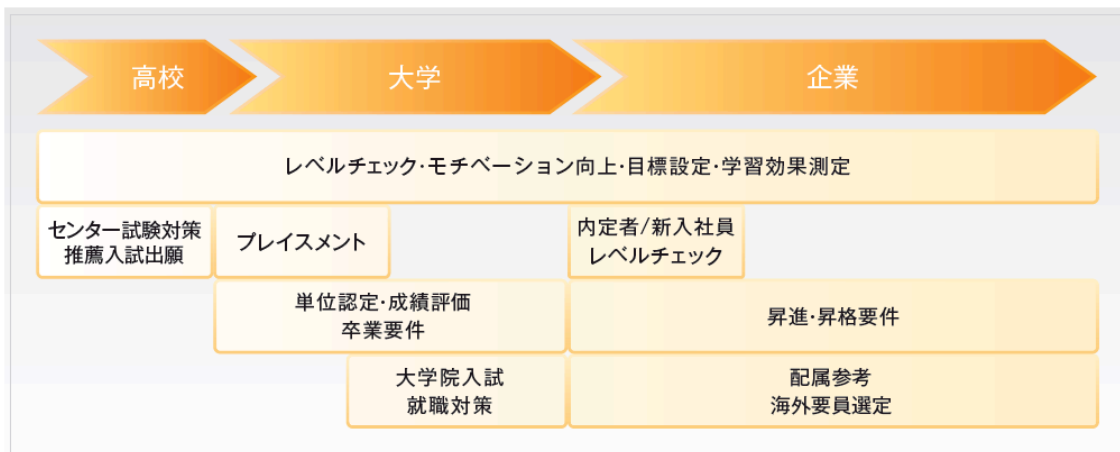 高校
大学
企業
レベルチェック・モチベーション向上・目標設定・学習効果測定
センター試験対策
推薦入試出願
プレイスメント
内定者/新入社員
レベルチェック
単位認定・成績評価
卒業要件
昇進・昇格要件
大学院入試
就職対策
配属参考
海外要員選定